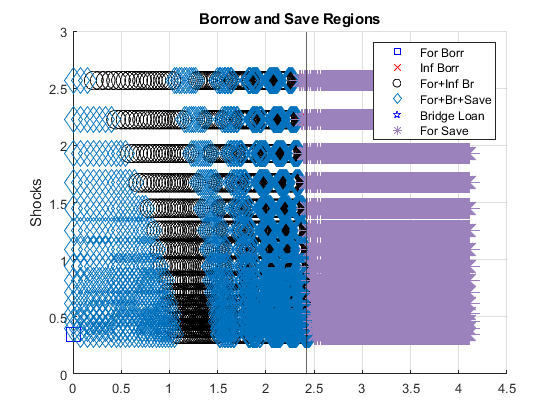 Borrow and Save Regions
3
2.5
2
1.5
1
0.5
0
Shocks
0
0.5
1
1.5
2
2.5
3
3.5
4
4.5
For Borr
Inf Borr
For+Inf Br
For+Br+Save
Bridge Loan
For Save